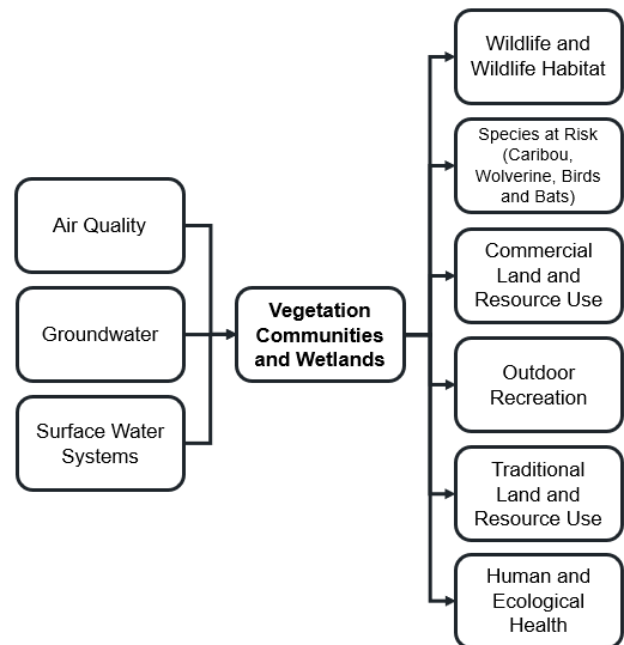 Air Quality
Groundwater
Surface Water
Systems
Vegetation
Communities
and Wetlands
Wildlife and
Wildlife Habitat
Species at Risk
(Caribou,
Wolverine, Birds
and Bats)
Commercial
Land and
Resource Use
Outdoor
Recreation
Traditional
Land and
Resource Use
Human and
Ecological
Health